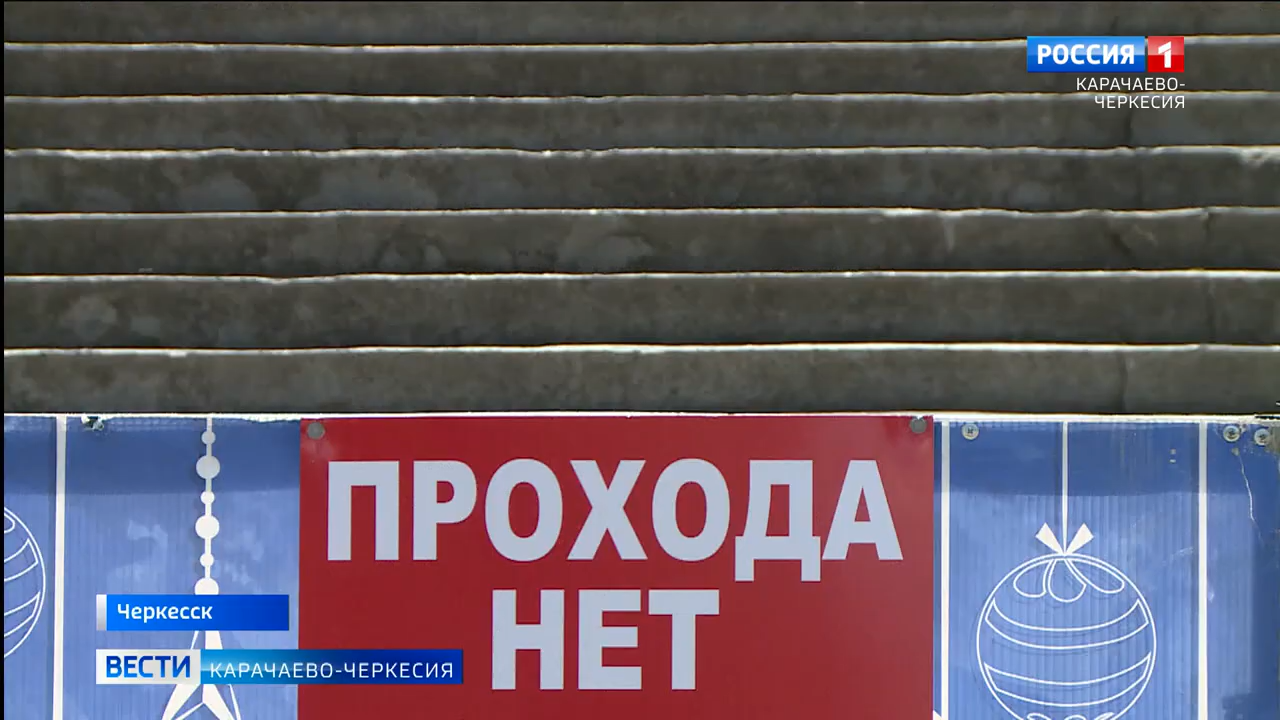 РОССИЯ 1
КАРАЧАЕВО-
ЧЕРКЕСИЯ
ПРОХОДА
НЕТ
Черкесск
ВЕСТИ КАРАЧАЕВО-ЧЕРКЕСИЯ